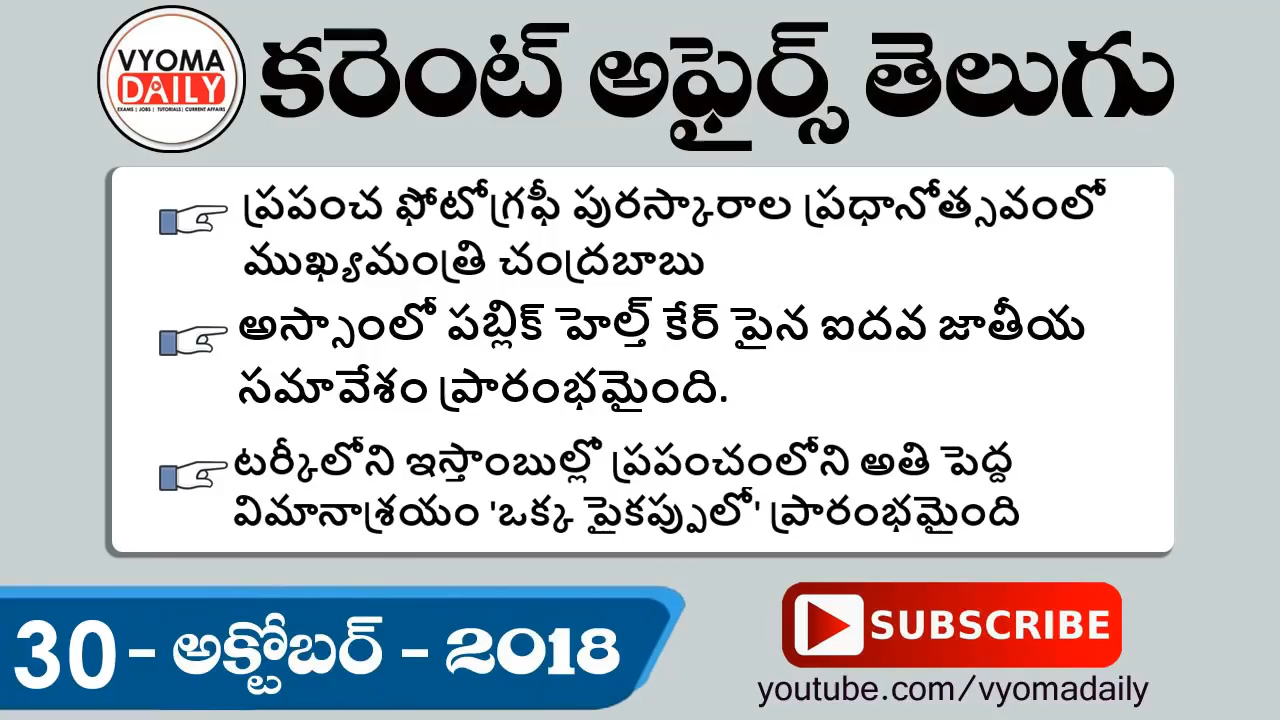 VYOMA
DAILY
EXAMS | JOBS | TUTORIALS | CURRENT AFFAIRS
కరెంట్ అఫైర్స్ తెలుగు
ప్రపంచ ఫోటోగ్రఫీ పురస్కారాల ప్రధానోత్సవంలో
ముఖ్యమంత్రి చంద్రబాబు
అస్సాంలో పబ్లిక్ హెల్త్ కేర్ పైన ఐదవ జాతీయ
సమావేశం ప్రారంభమైంది.
టర్కీలోని ఇస్తాంబుల్లో ప్రపంచంలోని అతి పెద్ద
విమానాశ్రయం 'ఒక్క పైకప్పులో' ప్రారంభమైంది
30 - అక్టోబర్ - 2018
SUBSCRIBE
youtube.com/vyomadaily